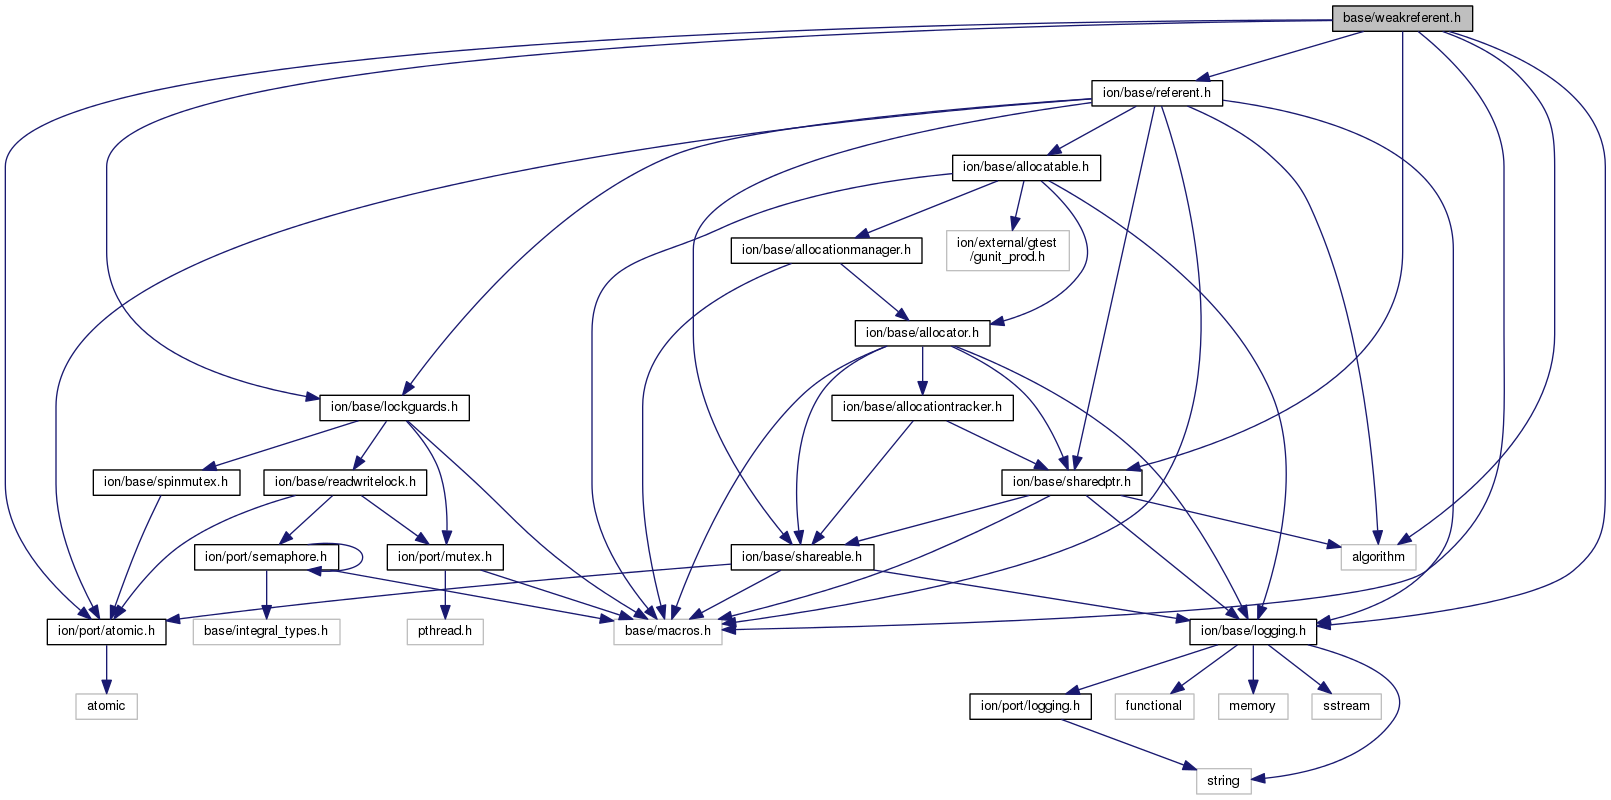 base/weakreferent.h
ion/base/referent.h
ion/base/allocatable.h
ion/base/allocationmanager.h
ion/external/gtest
/gunit_prod.h
ion/base/allocator.h
ion/base/lockguards.h
ion/base/allocationtracker.h
ion/base/spinmutex.h
ion/base/readwritelock.h
ion/base/sharedptr.h
ion/port/semaphore.h
ion/port/mutex.h
ion/base/shareable.h
algorithm
ion/port/atomic.h
base/integral_types.h
pthread.h
base/macros.h
ion/base/logging.h
atomic
ion/port/logging.h
functional
memory
sstream
string